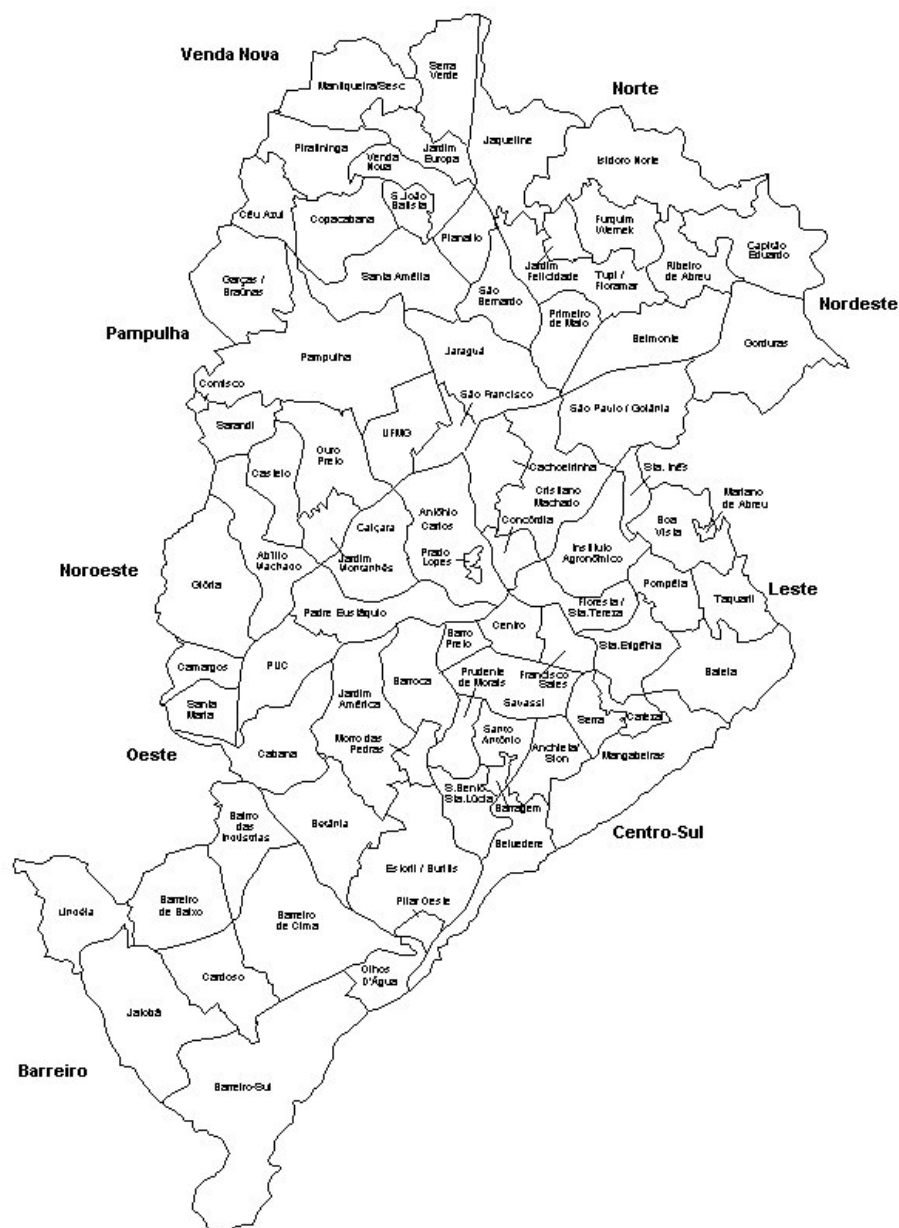 Venda Nova
Serra
Verde
Mantiqueira/Sesc
Norte
Piratininga
Jardim
Europa
Jaqueline
Venda
Nova
Isidoro Norte
S.João
Batista
Céu Azul
Copacabana
Planalto
Furquim
Werneck
Capitão
Eduardo
Garças /
Braúnas
Santa Amélia
São
Bernardo
Jardim
Felicidade
Tupi /
Floramar
Ribeiro
de Abreu
Nordeste
Primeiro
de Maio
Pampulha
Belmonte
Gorduras
Pampulha
Jaraguá
Confisco
São Francisco
São Paulo / Goiânia
Sarandi
UFMG
Ouro
Preto
Castelo
Cachoeirinha
Sta. Inês
Cristiano
Machado
Mariano
de Abreu
Antônio
Carlos
Concórdia
Boa
Vista
Caiçara
Abílio
Machado
Jardim
Montanhês
Prado
Lopes
Instituto
Agronômico
Noroeste
Glória
Pompéia
Leste
Taquaril
Padre Eustáquio
Floresta /
Sta.Tereza
Centro
Barro
Preto
Sta.Efigênia
Camargos
PUC
Barroca
Prudente
de Morais
Francisco
Sales
Baleia
Jardim
América
Santa
Maria
Savassi
Serra
Cafezal
Morro das
Pedras
Santo
Antônio
Anchieta/
Sion
Mangabeiras
Oeste
Cabana
S.Bento
Sta.Lúcia
Barragem
Bairro
das
Indústrias
Betânia
Belvedere
Centro-Sul
Estoril / Buritis
Lindéia
Barreiro
de Baixo
Pilar Oeste
Barreiro
de Cima
Cardoso
Olhos
D'Água
Jatobá
Barreiro
Barreiro-Sul